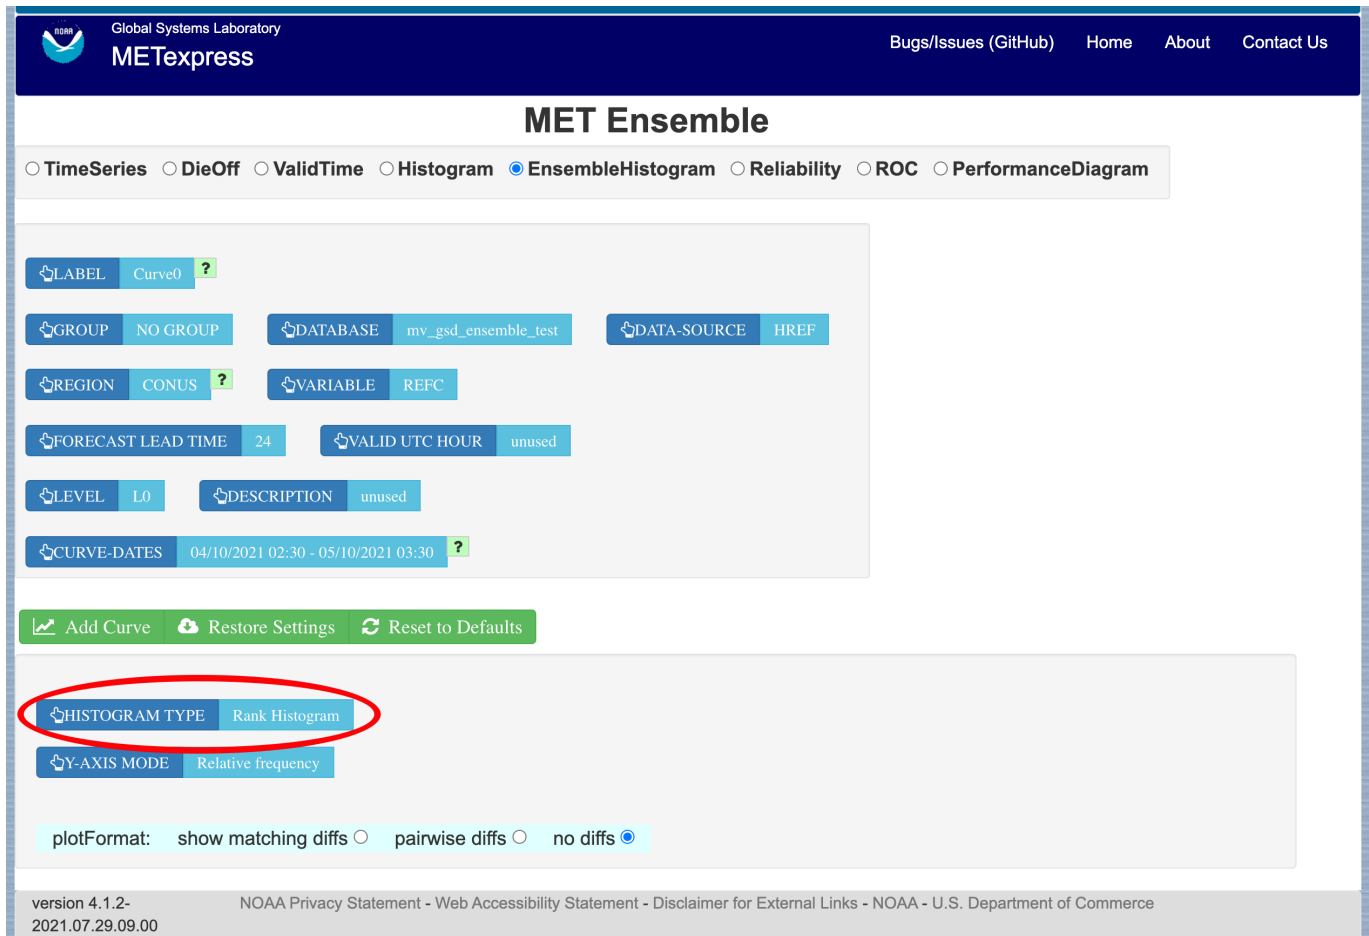 NOAA
Global Systems Laboratory
METexpress
Bugs/Issues (GitHub) Home About Contact Us
MET Ensemble
TimeSeries DieOff ValidTime Histogram EnsembleHistogram Reliability ROC PerformanceDiagram
LABEL Curve0 ?
GROUP NO GROUP DATABASE mv_gsd_ensemble_test DATA-SOURCE HREF
REGION CONUS ? VARIABLE REFC
FORECAST LEAD TIME 24 VALID UTC HOUR unused
LEVEL L0 DESCRIPTION unused
CURVE-DATES 04/10/2021 02:30 - 05/10/2021 03:30 ?
Add Curve Restore Settings Reset to Defaults
HISTOGRAM TYPE Rank Histogram
Y-AXIS MODE Relative frequency
plotFormat: show matching diffs pairwise diffs no diffs
version 4.1.2- NOAA Privacy Statement - Web Accessibility Statement - Disclaimer for External Links - NOAA - U.S. Department of Commerce
2021.07.29.09.00